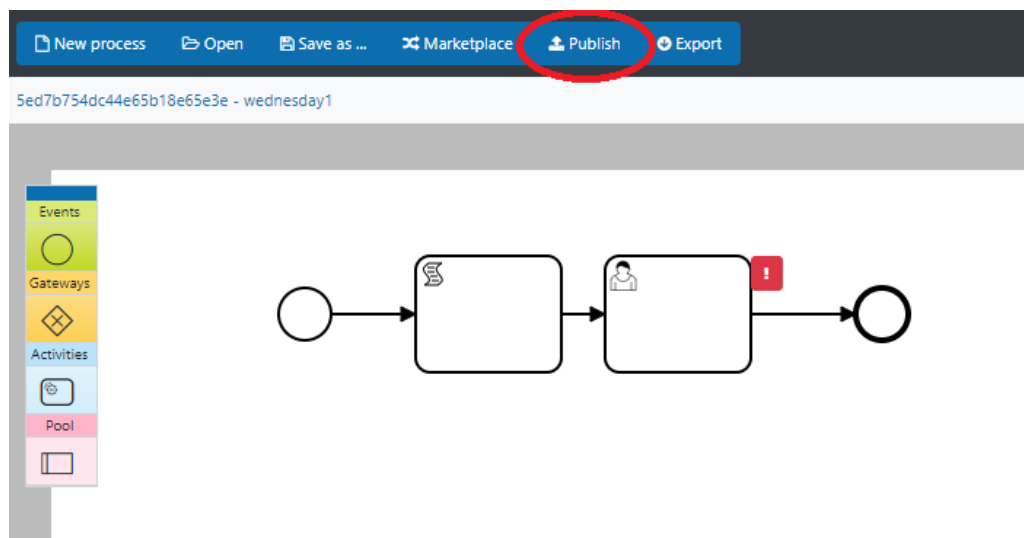 New process Open Save as ... Marketplace Publish Export
5ed7b754dc44e65b18e65e3e - wednesday1
Events
Gateways
Activities
Pool
!